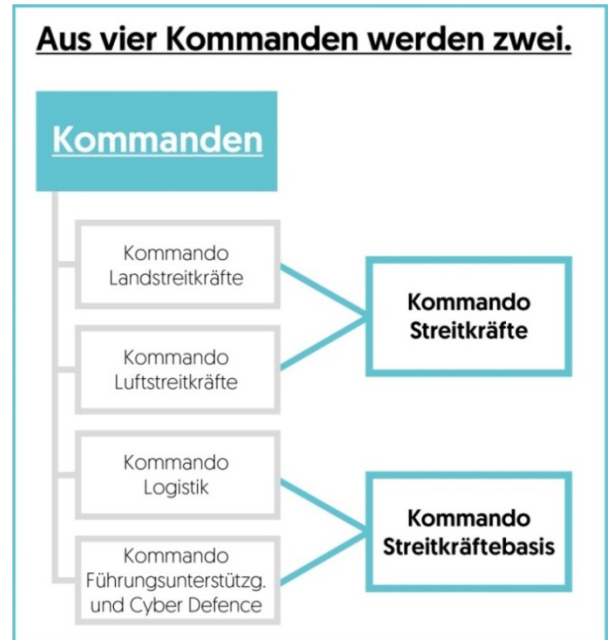 Aus vier Kommanden werden zwei.
Kommanden
Kommando
Landstreitkräfte
Kommando
Luftstreitkräfte
Kommando
Logistik
Kommando
Führungsunterstützg.
und Cyber Defence
Kommando
Streitkräfte
Kommando
Streitkräftebasis